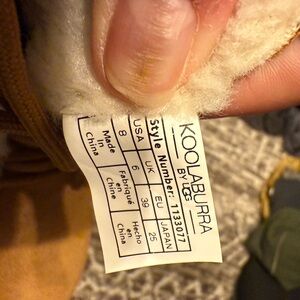 KOOLABURRA
BY UGG
Style Number: 1133077
USA UK EU JAPAN
8 6 39 25
Made in China
Fabriqué en Chine
Hecho en China